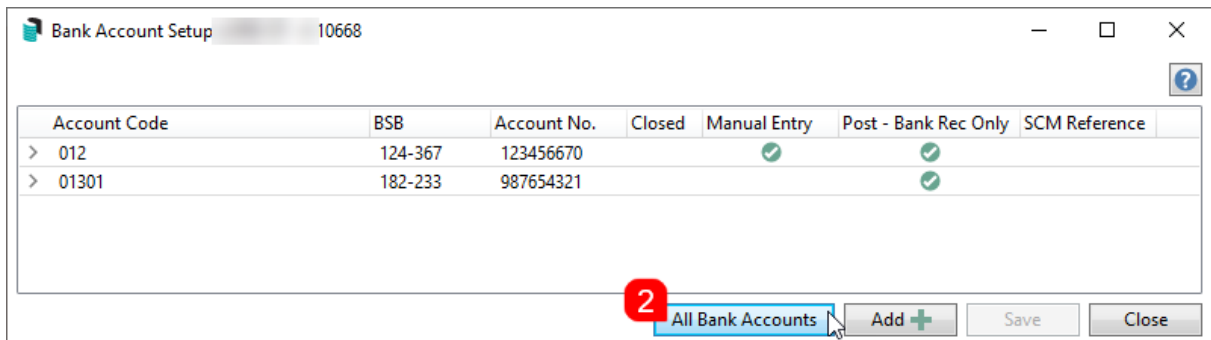 Bank Account Setup 10668
Account Code BSB Account No. Closed Manual Entry Post - Bank Rec Only SCM Reference
012 124-367 123456670
01301 182-233 987654321
2
All Bank Accounts Add Save Close